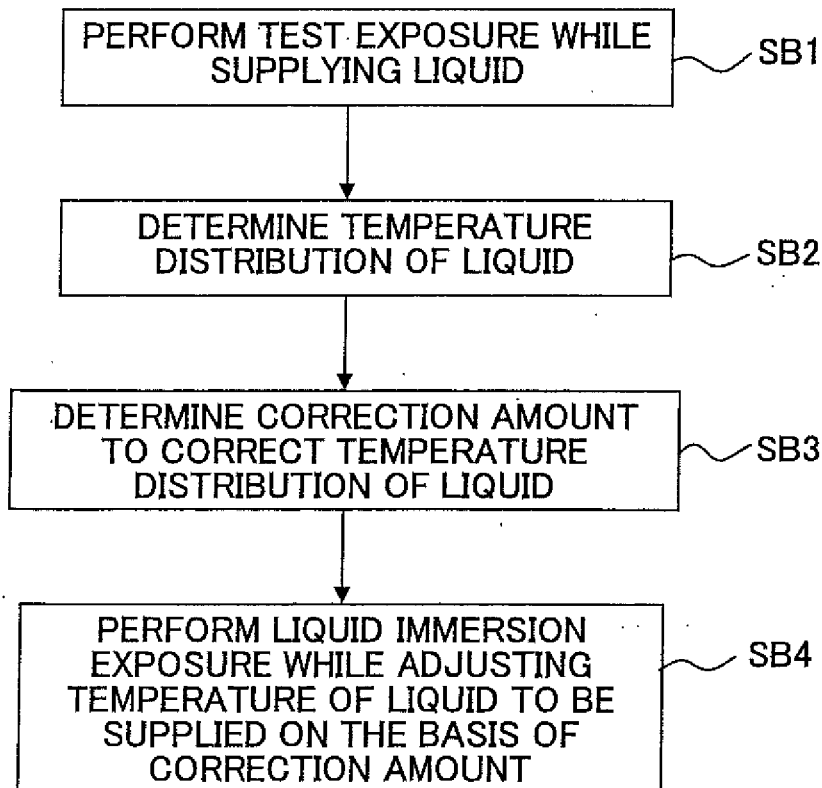 PERFORM TEST EXPOSURE WHILE
SUPPLYING LIQUID
SB1
DETERMINE TEMPERATURE
DISTRIBUTION OF LIQUID
SB2
DETERMINE CORRECTION AMOUNT
TO CORRECT TEMPERATURE
DISTRIBUTION OF LIQUID
SB3
PERFORM LIQUID IMMERSION
EXPOSURE WHILE ADJUSTING
TEMPERATURE OF LIQUID TO BE
SUPPLIED ON THE BASIS OF
CORRECTION AMOUNT
SB4